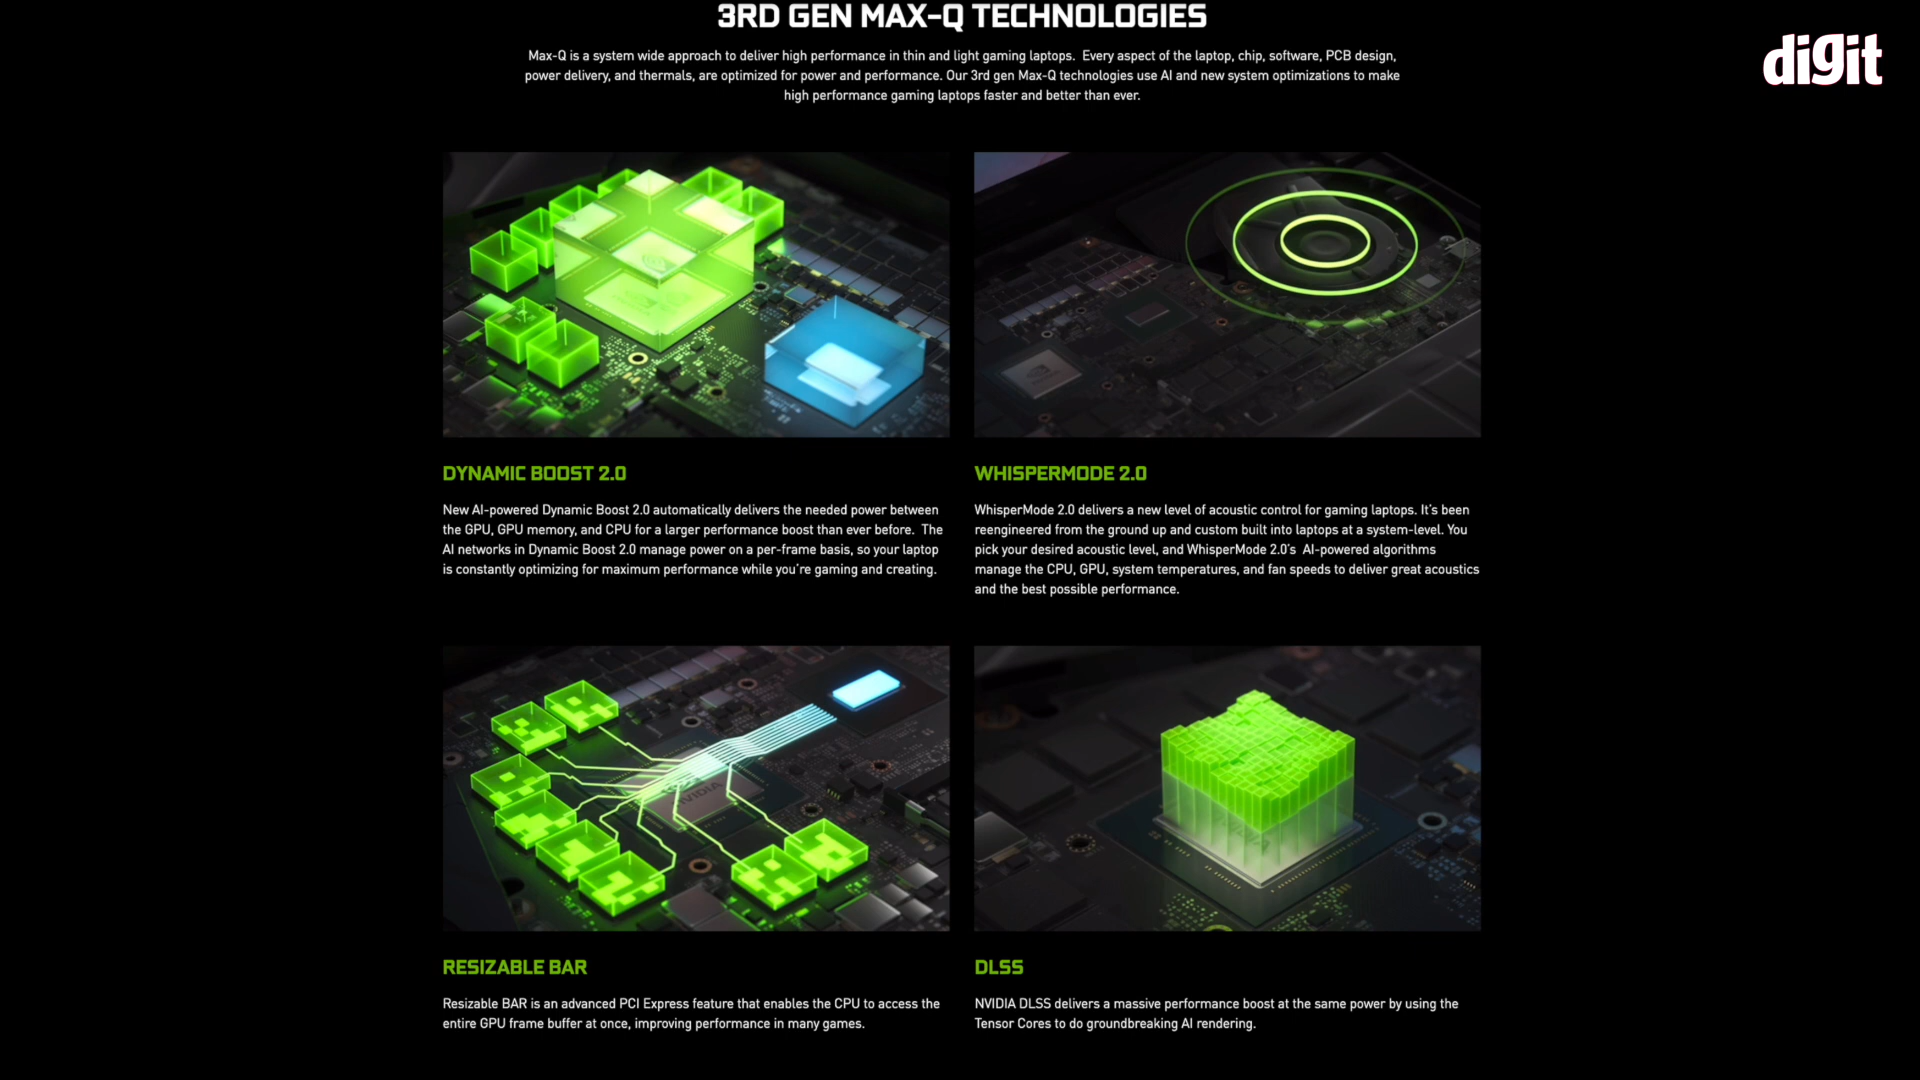 3RD GEN MAX-Q TECHNOLOGIES
Max-Q is a system wide approach to deliver high performance in thin and light gaming laptops.  Every aspect of the laptop, chip, software, PCB design,
power delivery, and thermals, are optimized for power and performance. Our 3rd gen Max-Q technologies use AI and new system optimizations to make
high performance gaming laptops faster and better than ever.
digit
DYNAMIC BOOST 2.0
New AI-powered Dynamic Boost 2.0 automatically delivers the needed power between
the GPU, GPU memory, and CPU for a larger performance boost than ever before.  The
AI networks in Dynamic Boost 2.0 manage power on a per-frame basis, so your laptop
is constantly optimizing for maximum performance while you're gaming and creating.
WHISPERMODE 2.0
WhisperMode 2.0 delivers a new level of acoustic control for gaming laptops. It's been
reengineered from the ground up and custom built into laptops at a system-level. You
pick your desired acoustic level, and WhisperMode 2.0's  AI-powered algorithms
manage the CPU, GPU, system temperatures, and fan speeds to deliver great acoustics
and the best possible performance.
NVIDIA
RESIZABLE BAR
Resizable BAR is an advanced PCI Express feature that enables the CPU to access the
entire GPU frame buffer at once, improving performance in many games.
DLSS
NVIDIA DLSS delivers a massive performance boost at the same power by using the
Tensor Cores to do groundbreaking AI rendering.